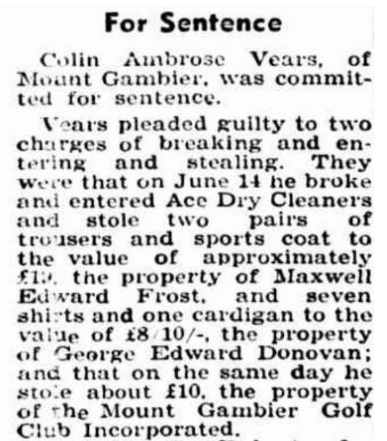 For Sentence
Colin Ambrose Vears, of
Mount Gambier, was commit-
ted for sentence.
Vears pleaded guilty to two
charges of breaking and en-
tering and stealing. They
were that on June 14 he broke
and entered Ace Dry Cleaners
and stole two pairs of
trousers and sports coat to
the value of approximately
the property of Maxwell
Edward Frost, and seven
shirts and one cardigan to the
value of £8/10/-, the property
of George Edward Donovan;
and that on the same day he
stole about £10, the property
of the Mount Gambier Golf
Club Incorporated.